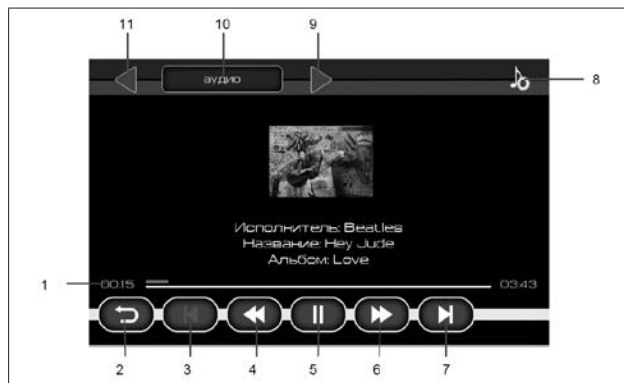 11 10 9
аудио
8
Исполнитель: Beatles
Название: Hey Jude
Альбом: Love
1 00:15 03:43
2 3 4 5 6 7